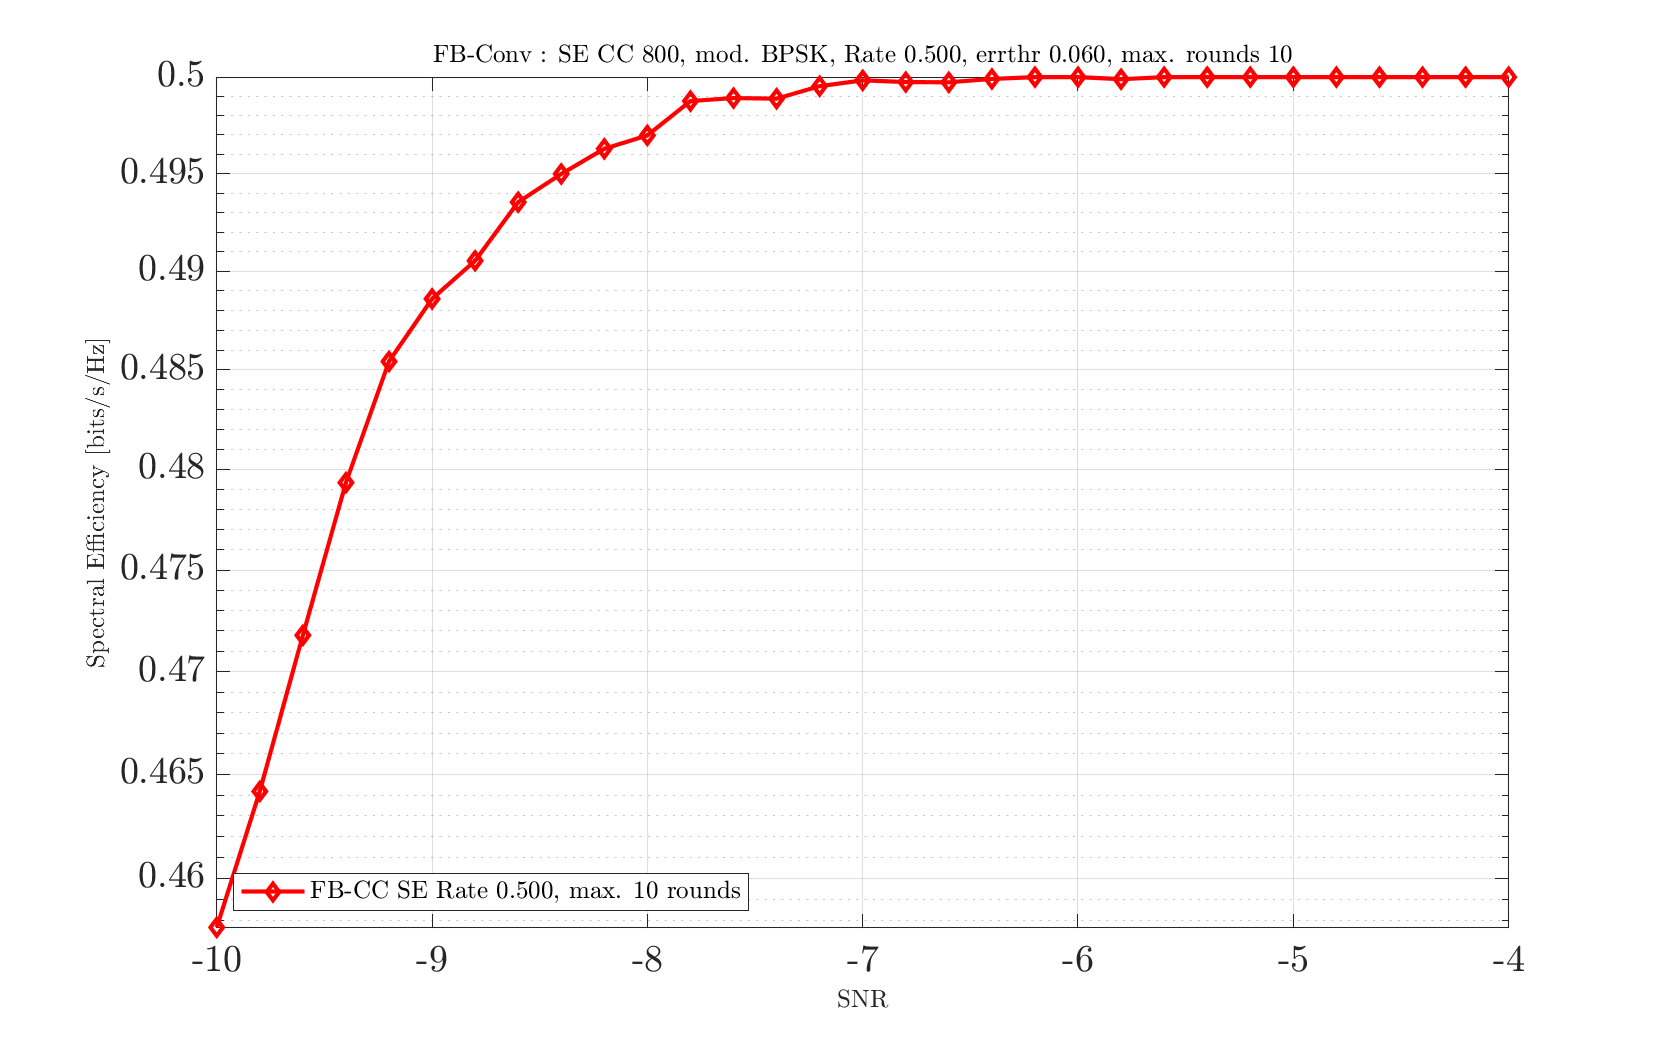 FB-Conv : SE CC 800, mod. BPSK, Rate 0.500, errthr 0.060, max. rounds 10
0.5
0.495
0.49
0.485
0.48
0.475
0.47
0.465
0.46
Spectral Efficiency [bits/s/Hz]
FB-CC SE Rate 0.500, max. 10 rounds
-10 -9 -8 -7 -6 -5 -4
SNR